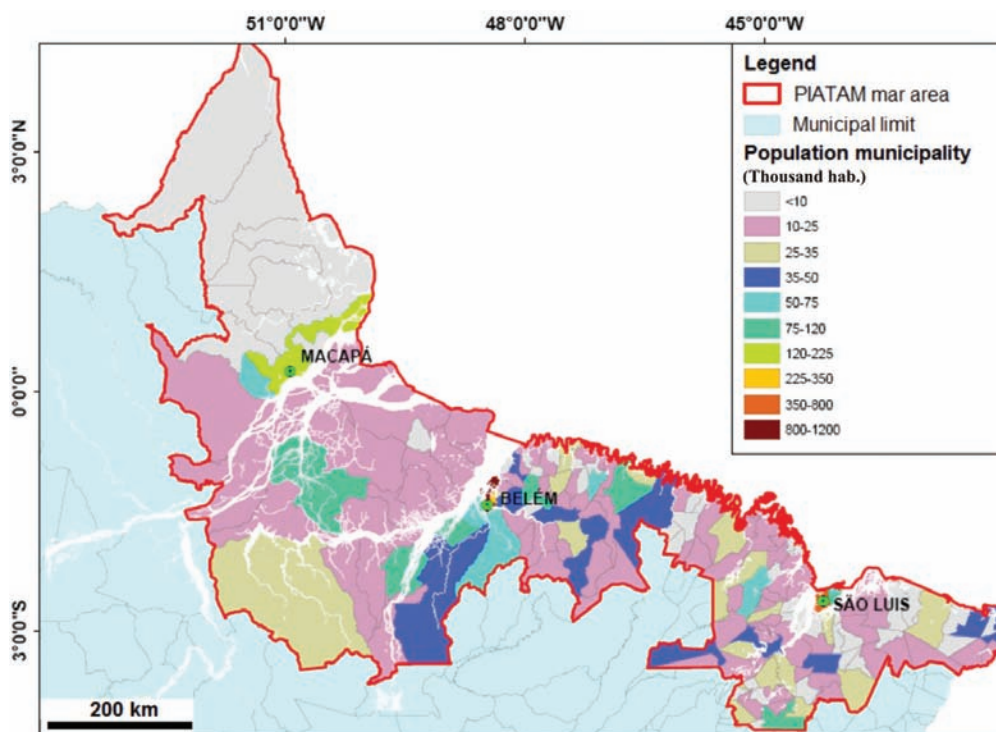 51°0'0"W 48°0'0"W 45°0'0"W
3°0'0"N
0°0'0"
3°0'0"S
Legend
PIATAM mar area
Municipal limit
Population municipality
(Thousand hab.)
<10
10-25
25-35
35-50
50-75
75-120
120-225
225-350
350-800
800-1200
MACAPÁ
BELÉM
SÃO LUIS
200 km